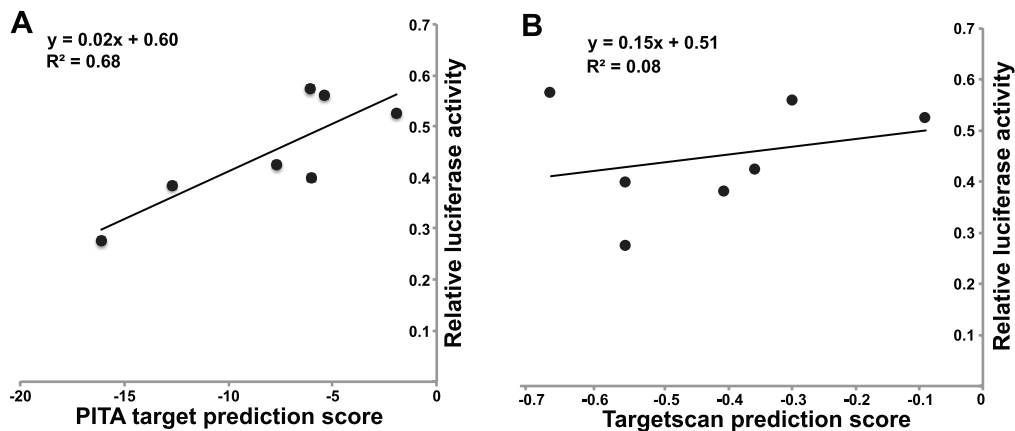 A
y = 0.02x + 0.60
R² = 0.68
0.7
0.6
0.5
0.4
0.3
0.2
0.1
Relative luciferase activity
-20 -15 -10 -5 0
PITA target prediction score
B
y = 0.15x + 0.51
R² = 0.08
0.7
0.6
0.5
0.4
0.3
0.2
0.1
Relative luciferase activity
-0.7 -0.6 -0.5 -0.4 -0.3 -0.2 -0.1 0
Targetscan prediction score